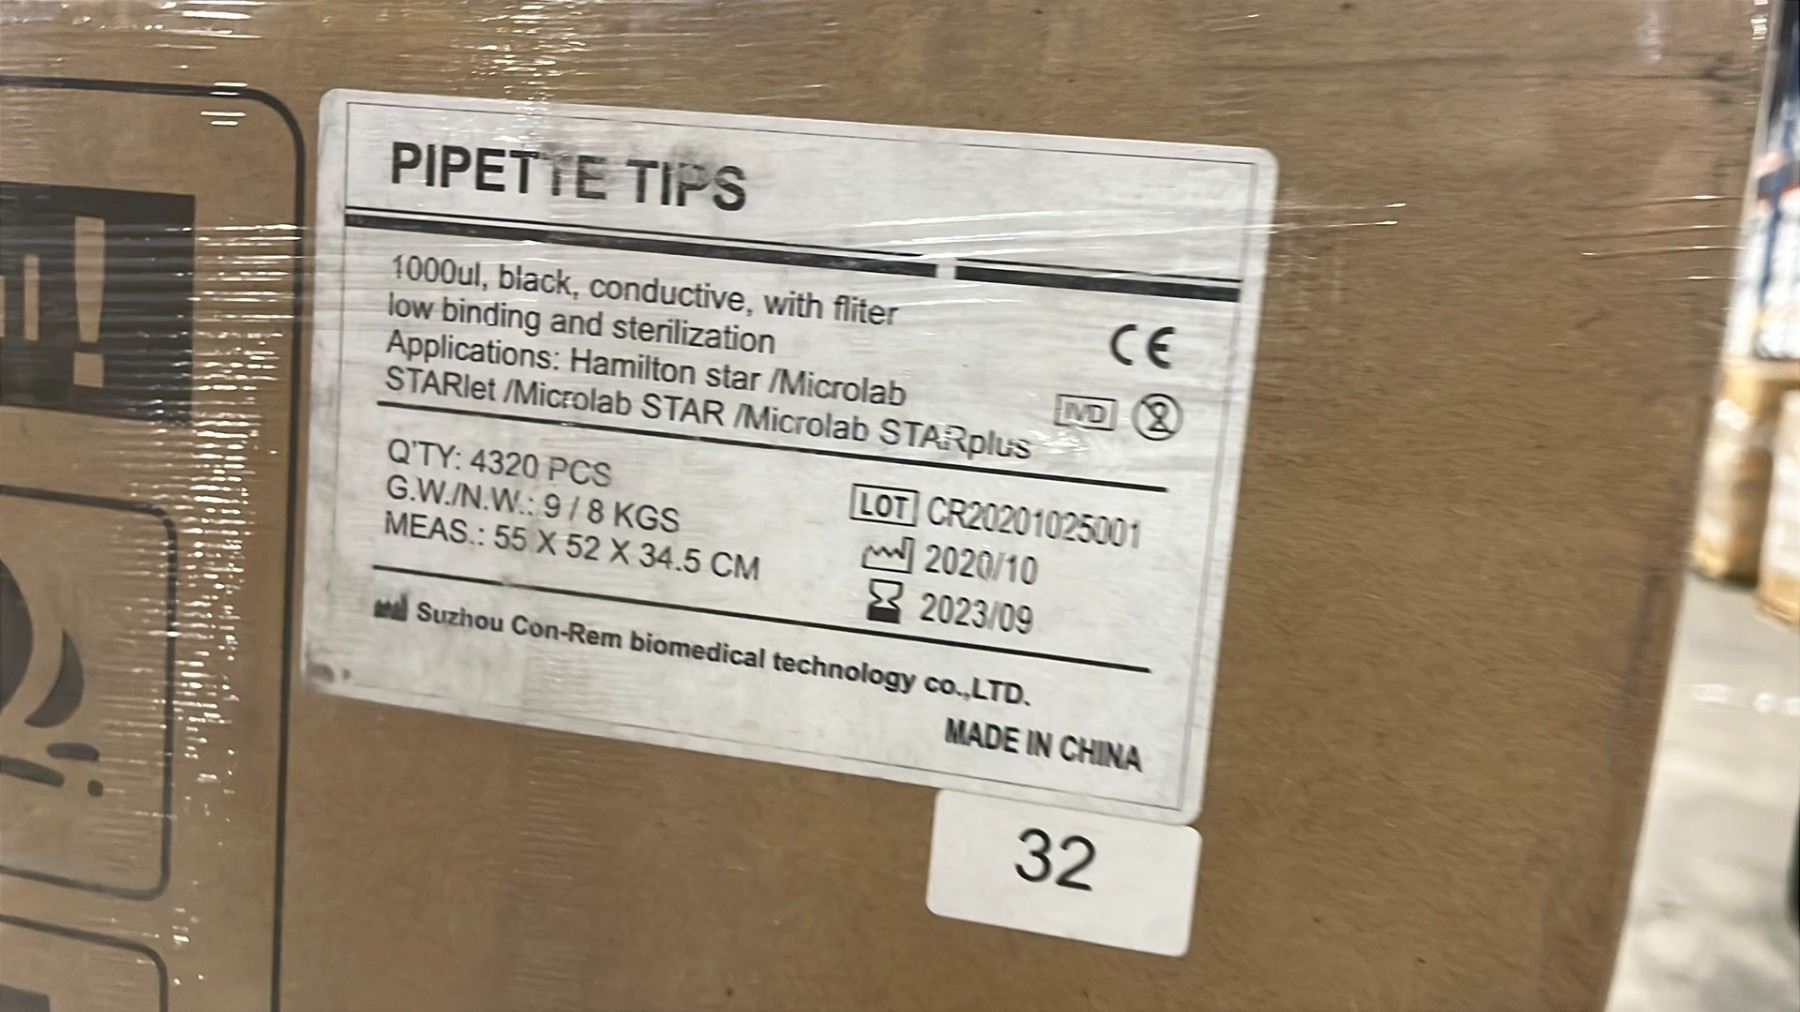 PIPETTE TIPS
1000ul, black, conductive, with fliter
low binding and sterilization
Applications: Hamilton star /Microlab
STARlet /Microlab STAR /Microlab STARplus
CE
IVD
Q'TY: 4320 PCS
G.W./N.W.: 9 / 8 KGS
MEAS.: 55 X 52 X 34.5 CM
LOT CR20201025001
2020/10
2023/09
Suzhou Con-Rem biomedical technology co.,LTD.
MADE IN CHINA
32